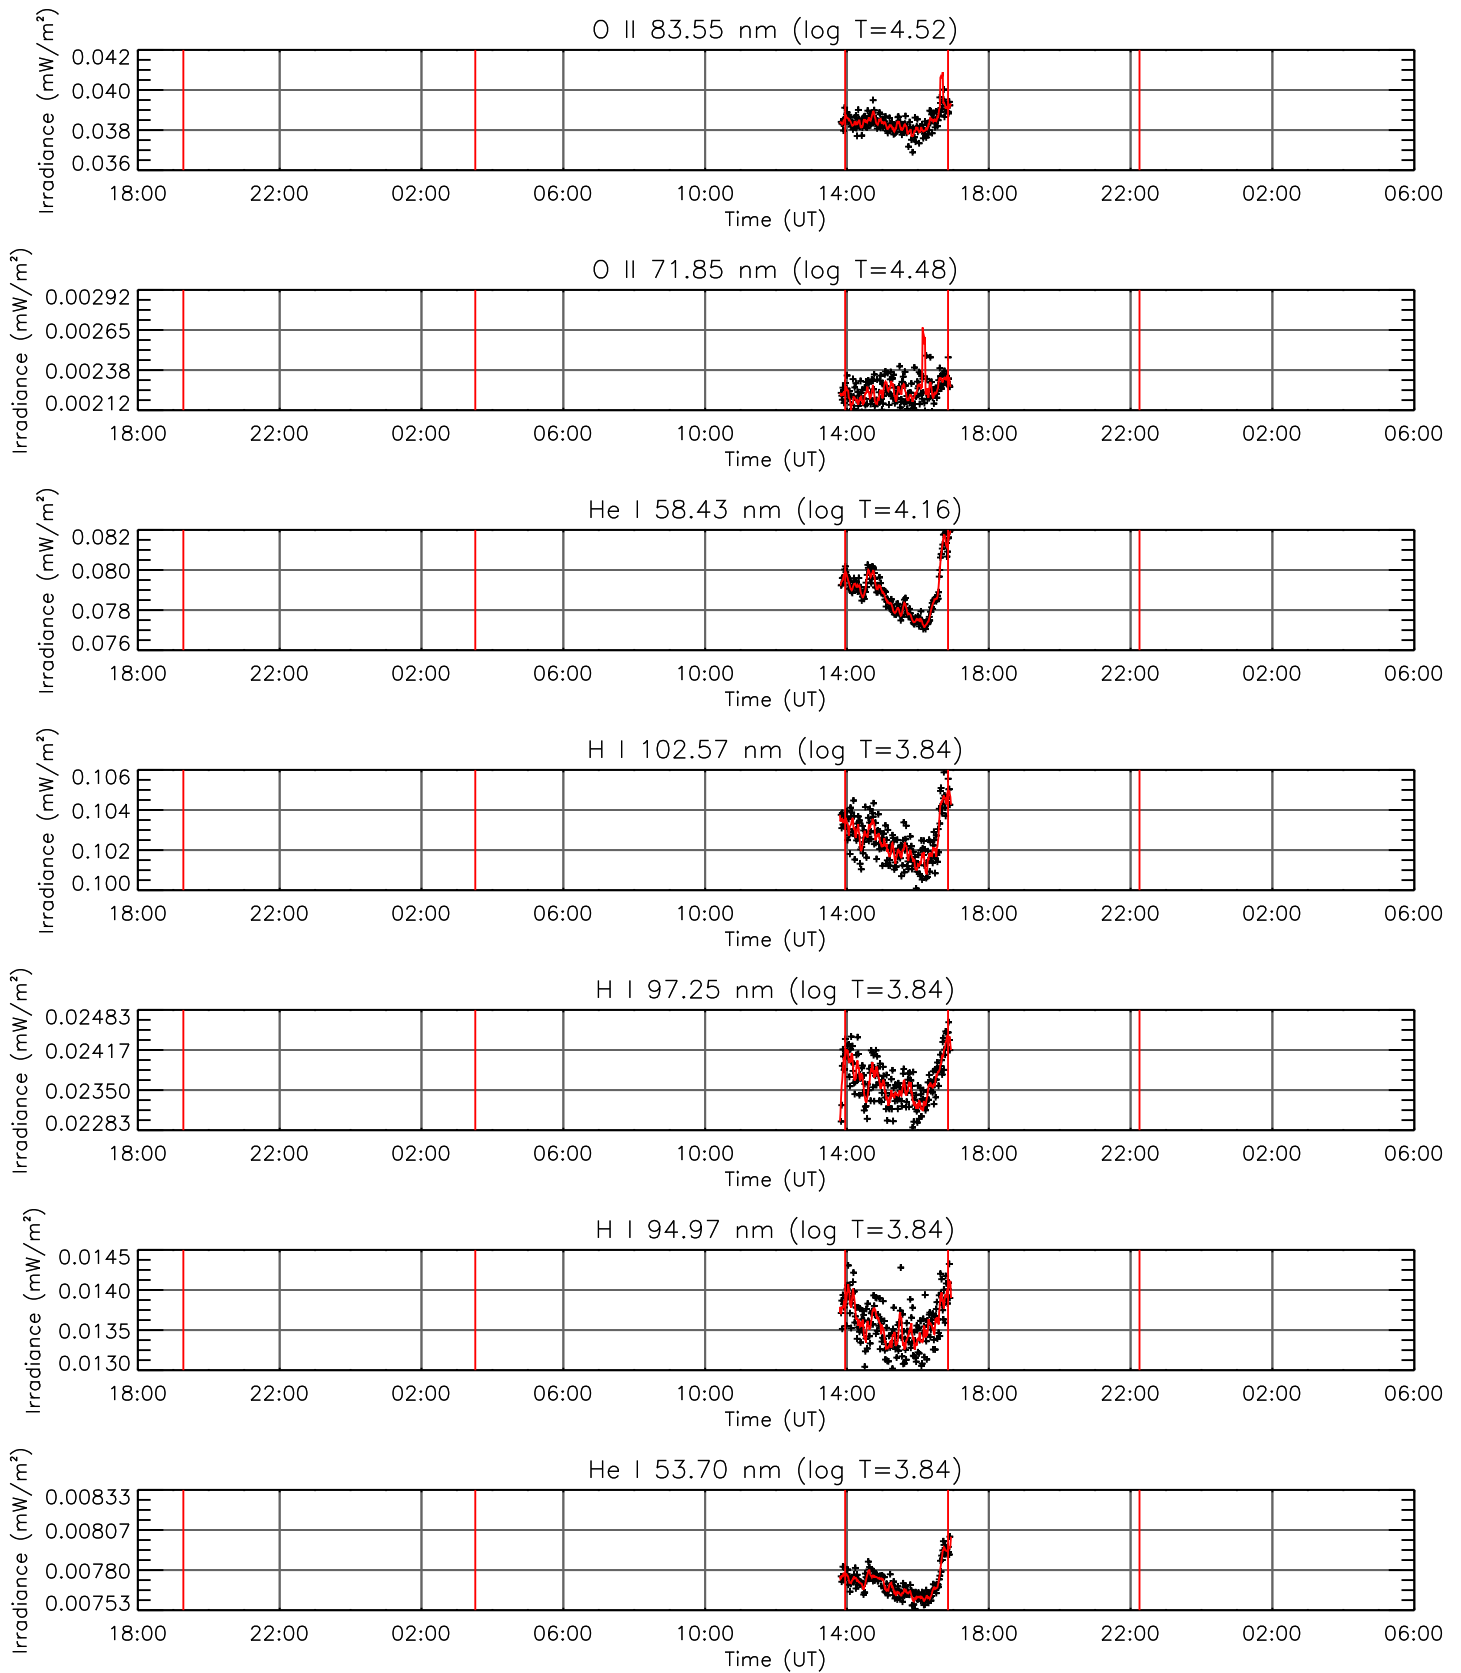 O II 83.55 nm (log T=4.52)
Irradiance (mW/m²)
0.042
0.040
0.038
0.036
18:00 22:00 02:00 06:00 10:00 14:00 18:00 22:00 02:00 06:00
Time (UT)
O II 71.85 nm (log T=4.48)
Irradiance (mW/m²)
0.00292
0.00265
0.00238
0.00212
18:00 22:00 02:00 06:00 10:00 14:00 18:00 22:00 02:00 06:00
Time (UT)
He I 58.43 nm (log T=4.16)
Irradiance (mW/m²)
0.082
0.080
0.078
0.076
18:00 22:00 02:00 06:00 10:00 14:00 18:00 22:00 02:00 06:00
Time (UT)
H I 102.57 nm (log T=3.84)
Irradiance (mW/m²)
0.106
0.104
0.102
0.100
18:00 22:00 02:00 06:00 10:00 14:00 18:00 22:00 02:00 06:00
Time (UT)
H I 97.25 nm (log T=3.84)
Irradiance (mW/m²)
0.02483
0.02417
0.02350
0.02283
18:00 22:00 02:00 06:00 10:00 14:00 18:00 22:00 02:00 06:00
Time (UT)
H I 94.97 nm (log T=3.84)
Irradiance (mW/m²)
0.0145
0.0140
0.0135
0.0130
18:00 22:00 02:00 06:00 10:00 14:00 18:00 22:00 02:00 06:00
Time (UT)
He I 53.70 nm (log T=3.84)
Irradiance (mW/m²)
0.00833
0.00807
0.00780
0.00753
18:00 22:00 02:00 06:00 10:00 14:00 18:00 22:00 02:00 06:00
Time (UT)